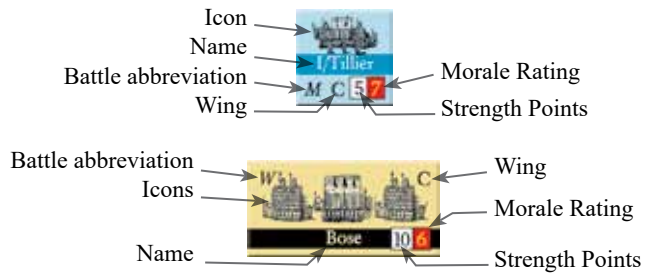 Icon
Name
I/Tillier
Battle abbreviation
M C 5 7
Morale Rating
Wing
Strength Points
Battle abbreviation
W
C
Wing
Icons
Morale Rating
Name
Bose 10 6
Strength Points